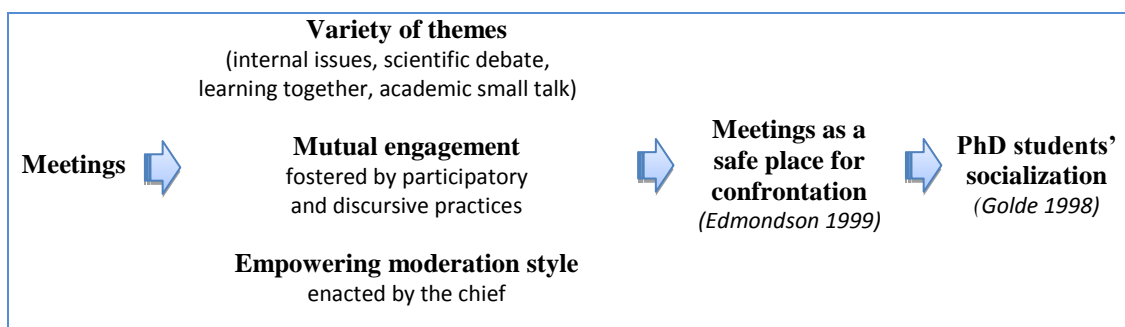 Meetings
Variety of themes
(internal issues, scientific debate,
learning together, academic small talk)
Mutual engagement
fostered by participatory
and discursive practices
Empowering moderation style
enacted by the chief
Meetings as a
safe place for
confrontation
(Edmondson 1999)
PhD students’
socialization
(Golde 1998)